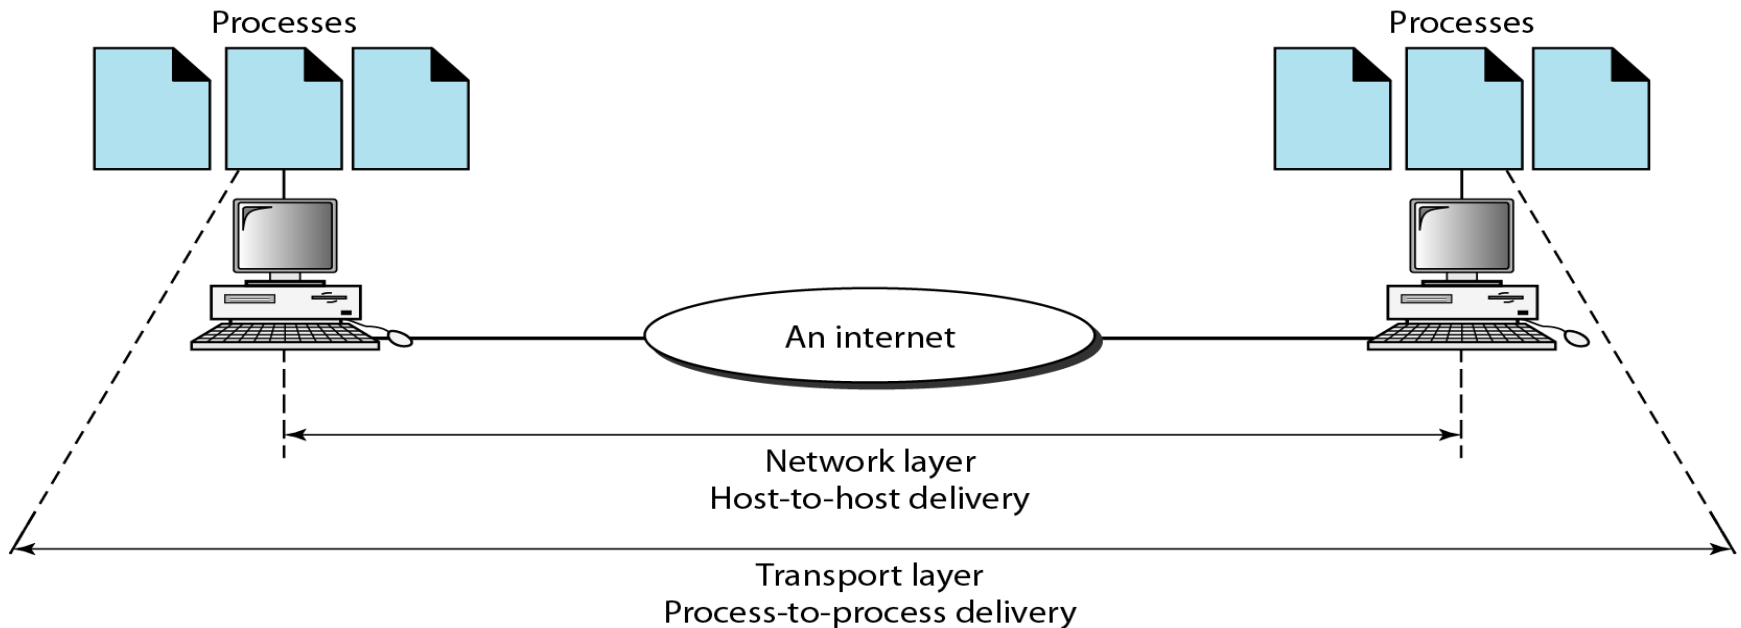 Processes
Processes
An internet
Network layer
Host-to-host delivery
Transport layer
Process-to-process delivery